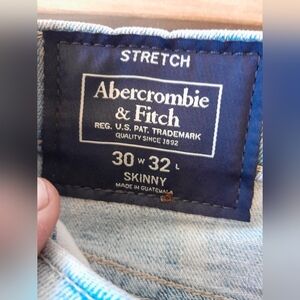 STRETCH
Abercrombie
& Fitch
REG. U.S. PAT. TRADEMARK
QUALITY SINCE 1892
30 W 32 L
SKINNY
MADE IN GUATEMALA